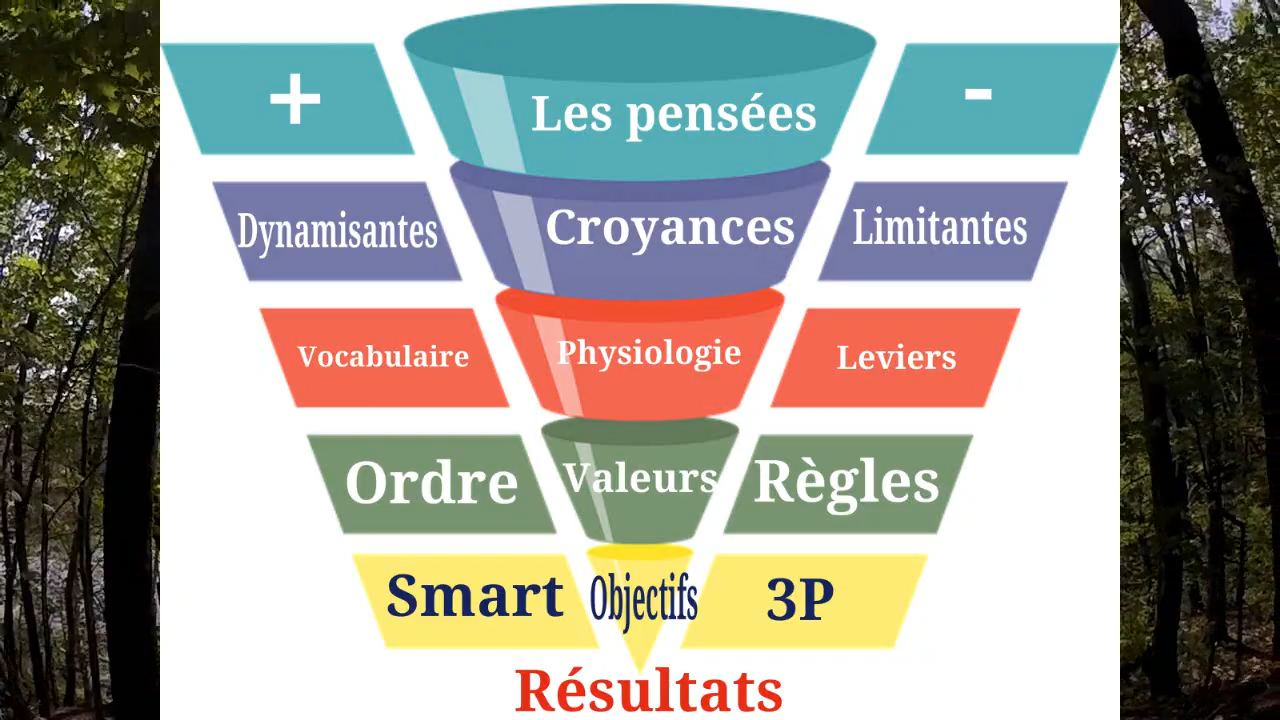 + Les pensées -
Dynamisantes Croyances Limitantes
Vocabulaire Physiologie Leviers
Ordre Valeurs Règles
Smart Objectifs 3P
Résultats